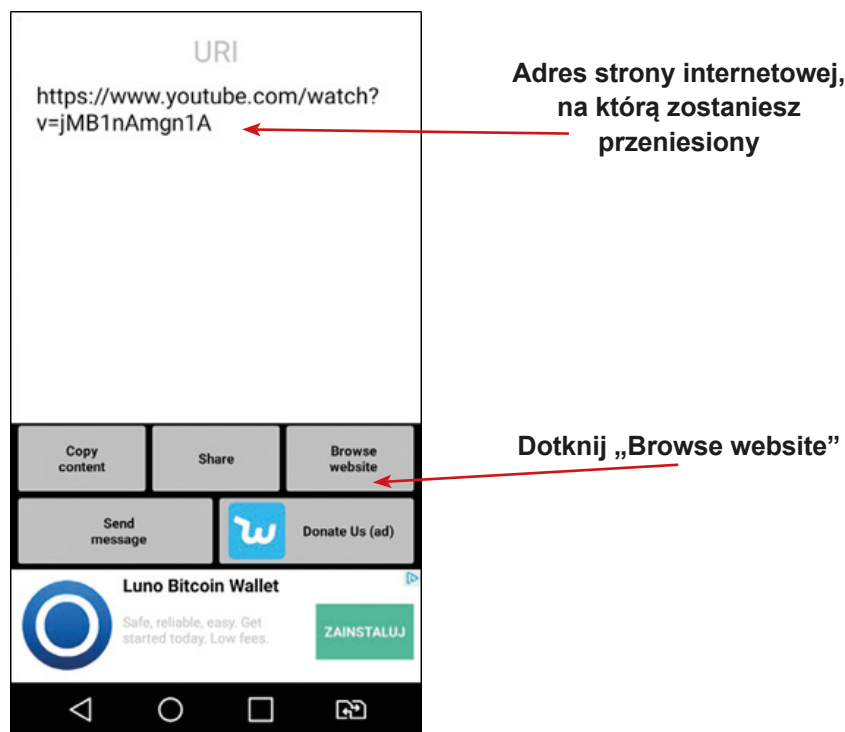 URI
https://www.youtube.com/watch?
v=jMB1nAmgn1A
Adres strony internetowej,
na którą zostaniesz
przeniesiony
Copy
content
Share
Browse
website
Dotknij „Browse website”
Send
message
Donate Us (ad)
Luno Bitcoin Wallet
Safe, reliable, easy. Get
started today. Low fees.
ZAINSTALUJ